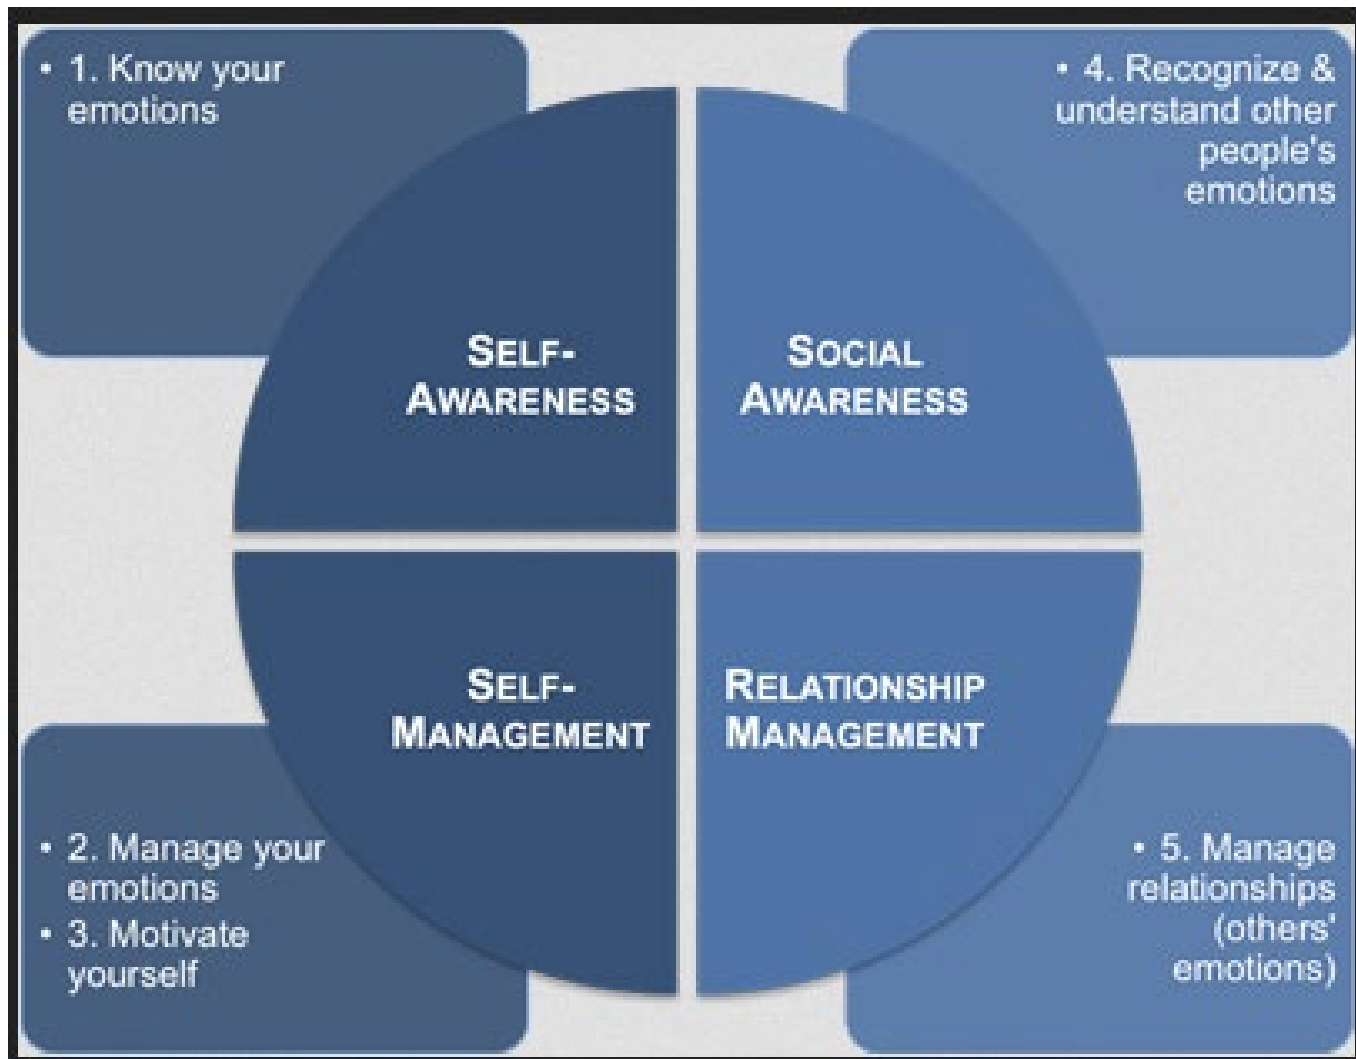 • 1. Know your
emotions
• 4. Recognize &
understand other
people's
emotions
SELF-
AWARENESS
SOCIAL
AWARENESS
SELF-
MANAGEMENT
RELATIONSHIP
MANAGEMENT
• 2. Manage your
emotions
• 3. Motivate
yourself
• 5. Manage
relationships
(others'
emotions)